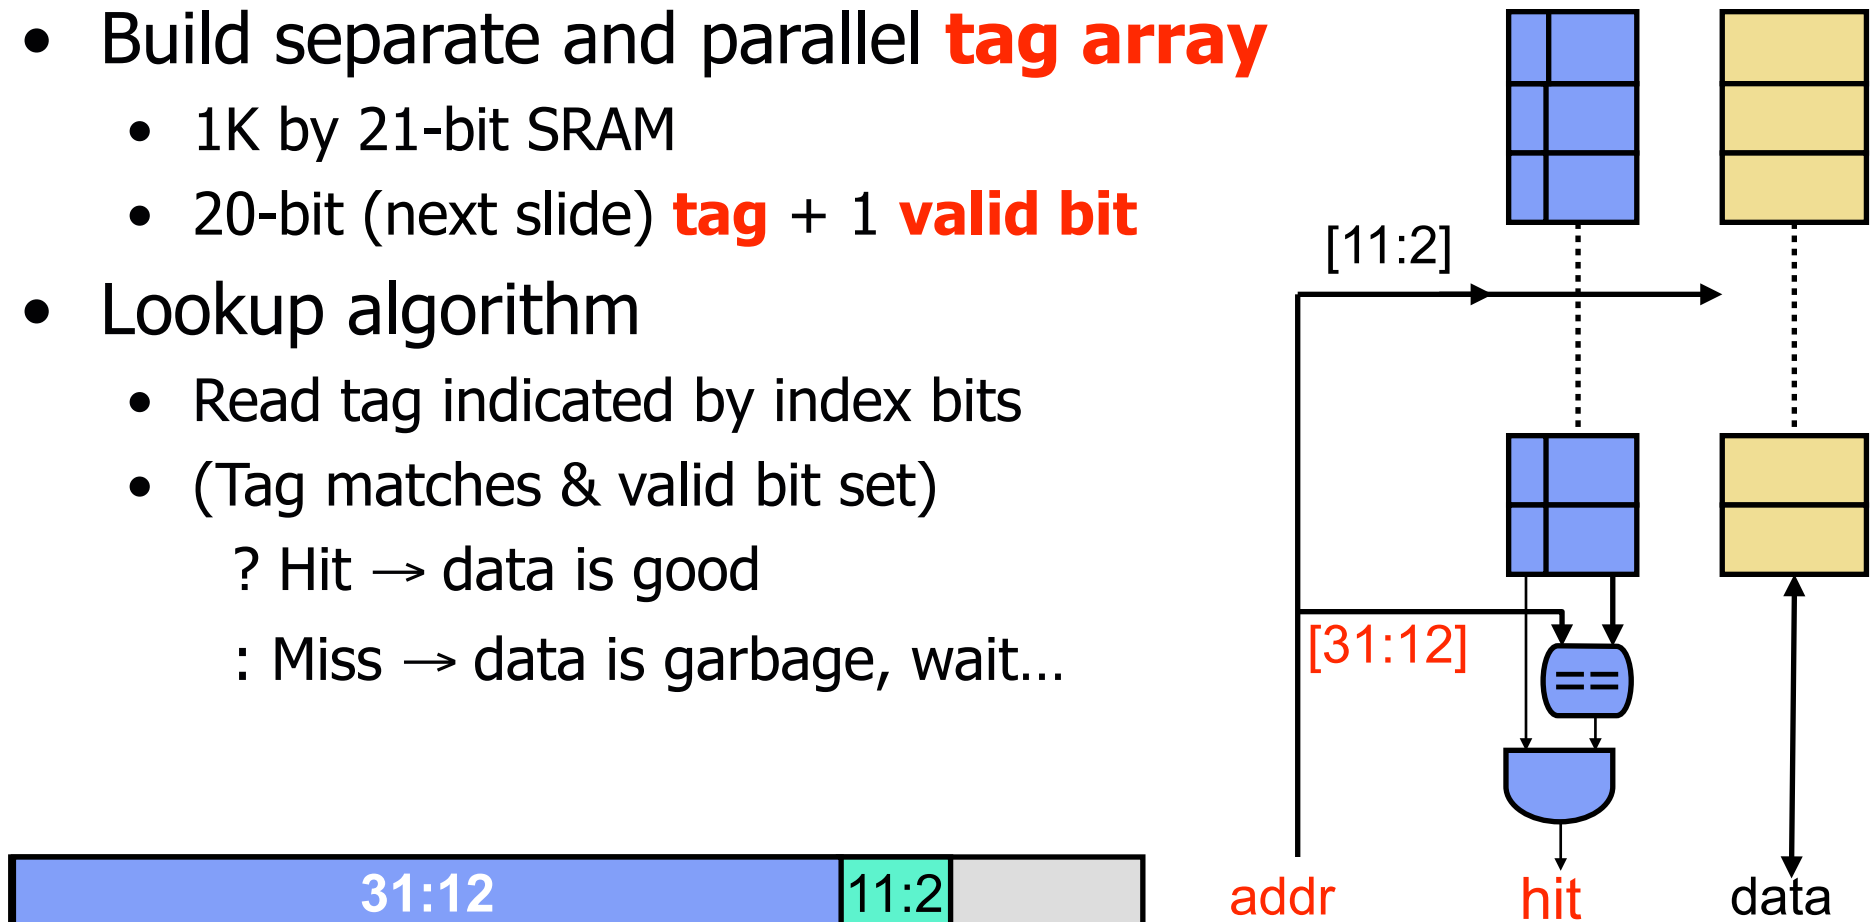 • Build separate and parallel tag array
• 1K by 21-bit SRAM
• 20-bit (next slide) tag + 1 valid bit
• Lookup algorithm
• Read tag indicated by index bits
• (Tag matches & valid bit set)
? Hit → data is good
: Miss → data is garbage, wait…
31:12
11:2
[11:2]
[31:12]
==
addr
hit
data